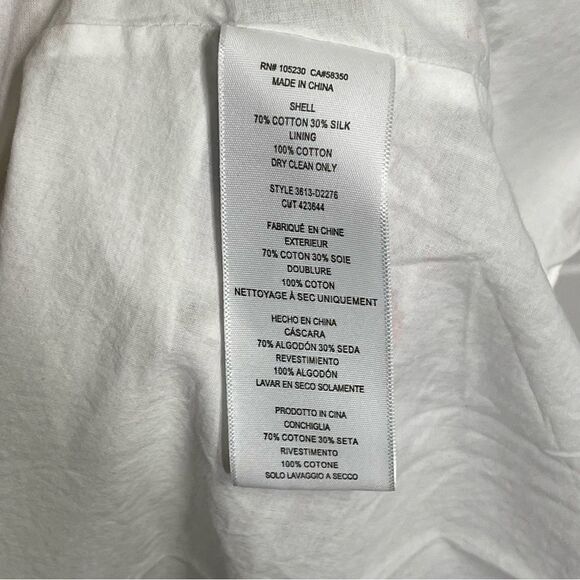 RN# 105230 CA#58350
MADE IN CHINA
SHELL
70% COTTON 30% SILK
LINING
100% COTTON
DRY CLEAN ONLY
STYLE 3613-D2276
CUT 423644
FABRIQUÉ EN CHINE
EXTERIEUR
70% COTON 30% SOIE
DOUBLURE
100% COTON
NETTOYAGE À SEC UNIQUEMENT
HECHO EN CHINA
CÁSCARA
70% ALGODÓN 30% SEDA
REVESTIMIENTO
100% ALGODÓN
LAVAR EN SECO SOLAMENTE
PRODOTTO IN CINA
CONCHIGLIA
70% COTONE 30% SETA
RIVESTIMENTO
100% COTONE
SOLO LAVAGGIO A SECCO